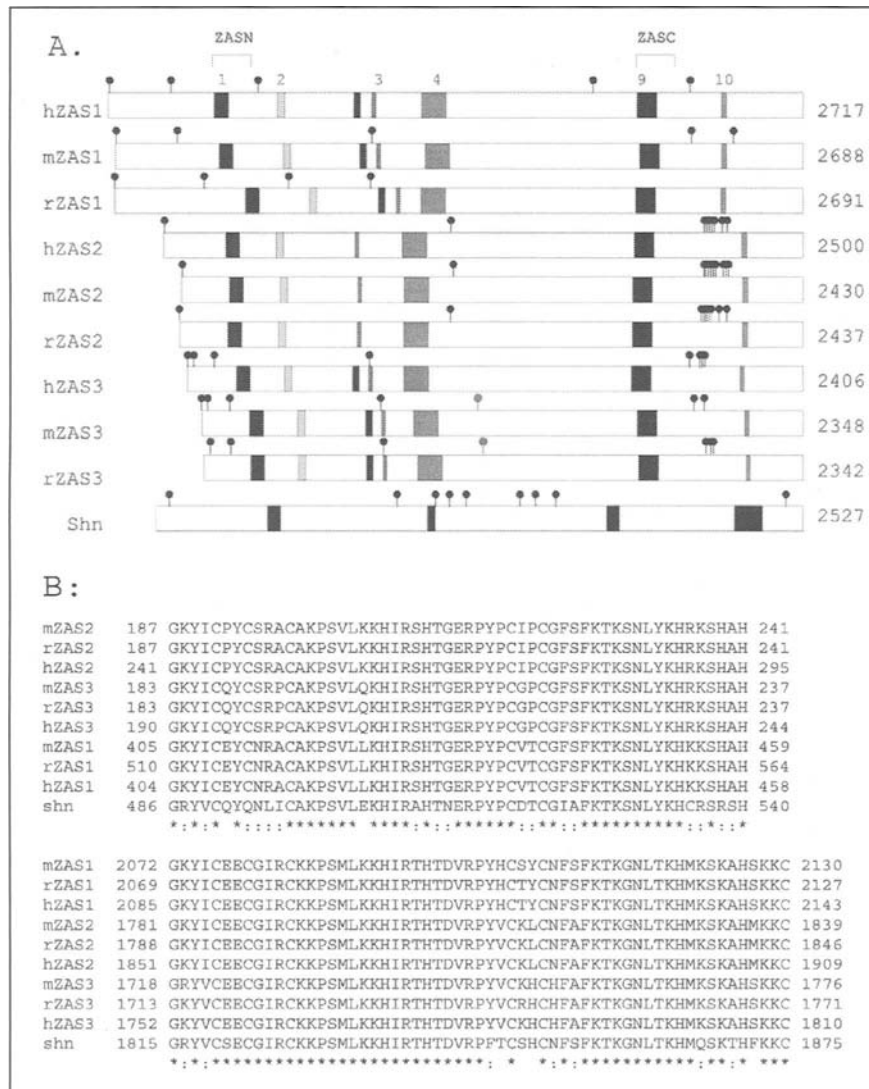 A.
ZASN ZASC
1 2 3 4 9 10
hZAS1 2717
mZAS1 2688
rZAS1 2691
hZAS2 2500
mZAS2 2430
rZAS2 2437
hZAS3 2406
mZAS3 2348
rZAS3 2342
Shn 2527
B:
mZAS2 187 GKYICPYCSRACAKPSVLKKHIRSHTGERPYPCIPCGFSFKTKSNLYKHRKSHAH 241
rZAS2 187 GKYICPYCSRACAKPSVLKKHIRSHTGERPYPCIPCGFSFKTKSNLYKHRKSHAH 241
hZAS2 241 GKYICPYCSRACAKPSVLKKHIRSHTGERPYPCIPCGFSFKTKSNLYKHRKSHAH 295
mZAS3 183 GKYICQYCSRPCAKPSVLQKHIRSHTGERPYPCGPCGFSFKTKSNLYKHRKSHAH 237
rZAS3 183 GKYICQYCSRPCAKPSVLQKHIRSHTGERPYPCGPCGFSFKTKSNLYKHRKSHAH 237
hZAS3 190 GKYICQYCSRPCAKPSVLQKHIRSHTGERPYPCGPCGFSFKTKSNLYKHRKSHAH 244
mZAS1 405 GKYICEYCNRACAKPSVLLKHIRSHTGERPYPCVTCGFSFKTKSNLYKHKKSHAH 459
rZAS1 510 GKYICEYCNRACAKPSVLLKHIRSHTGERPYPCVTCGFSFKTKSNLYKHKKSHAH 564
hZAS1 404 GKYICEYCNRACAKPSVLLKHIRSHTGERPYPCVTCGFSFKTKSNLYKHKKSHAH 458
shn 486 GRYVCQYQNLICAKPSVLEKHIRAHTNERPYPCDTCGIAFKTKSNLYKHCRSRSH 540
*:*:* **::::******* ****:**:****** :**::************ :*::*
mZAS1 2072 GKYICEECGIRCKKPSMLKKHIRTHTDVRPYHCSYCNFSFKTKGNLTKHMKSKAHSKKC 2130
rZAS1 2069 GKYICEECGIRCKKPSMLKKHIRTHTDVRPYHCTYCNFSFKTKGNLTKHMKSKAHSKKC 2127
hZAS1 2085 GKYICEECGIRCKKPSMLKKHIRTHTDVRPYHCTYCNFSFKTKGNLTKHMKSKAHSKKC 2143
mZAS2 1781 GKYICEECGIRCKKPSMLKKHIRTHTDVRPYVCKLCNFAFKTKGNLTKHMKSKAHMKKC 1839
rZAS2 1788 GKYICEECGIRCKKPSMLKKHIRTHTDVRPYVCKLCNFAFKTKGNLTKHMKSKAHMKKC 1846
hZAS2 1851 GKYICEECGIRCKKPSMLKKHIRTHTDVRPYVCKLCNFAFKTKGNLTKHMKSKAHMKKC 1909
mZAS3 1718 GRYVCEECGIRCKKPSMLKKHIRTHTDVRPYVCKHCHFAFKTKGNLTKHMKSKAHSKKC 1776
rZAS3 1713 GRYVCEECGIRCKKPSMLKKHIRTHTDVRPYVCRHCHFAFKTKGNLTKHMKSKAHSKKC 1771
hZAS3 1752 GRYVCEECGIRCKKPSMLKKHIRTHTDVRPYVCKHCHFAFKTKGNLTKHMKSKAHSKKC 1810
shn 1815 GRYVCSECGIRCKKPSMLKKHIRTHTDVRPFTCSHCNFSFKTKGNLTKHMQSKTHFKKC 1875